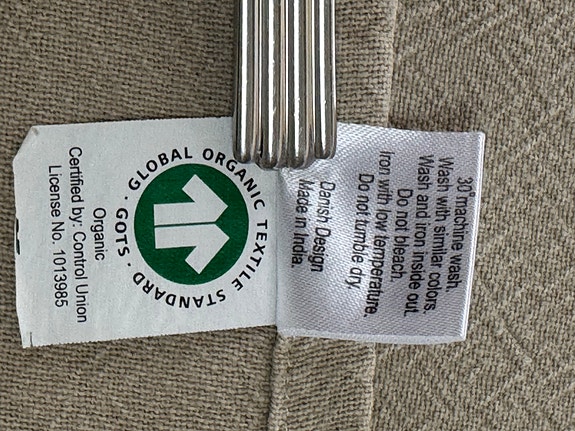 30° machine wash.
Wash with similar colors.
Wash and iron inside out.
Do not bleach.
Iron with low temperature.
Do not tumble dry.
Danish Design
Made in India.
GLOBAL ORGANIC TEXTILE STANDARD · GOTS ·
Organic
Certified by: Control Union
License No. 1013985